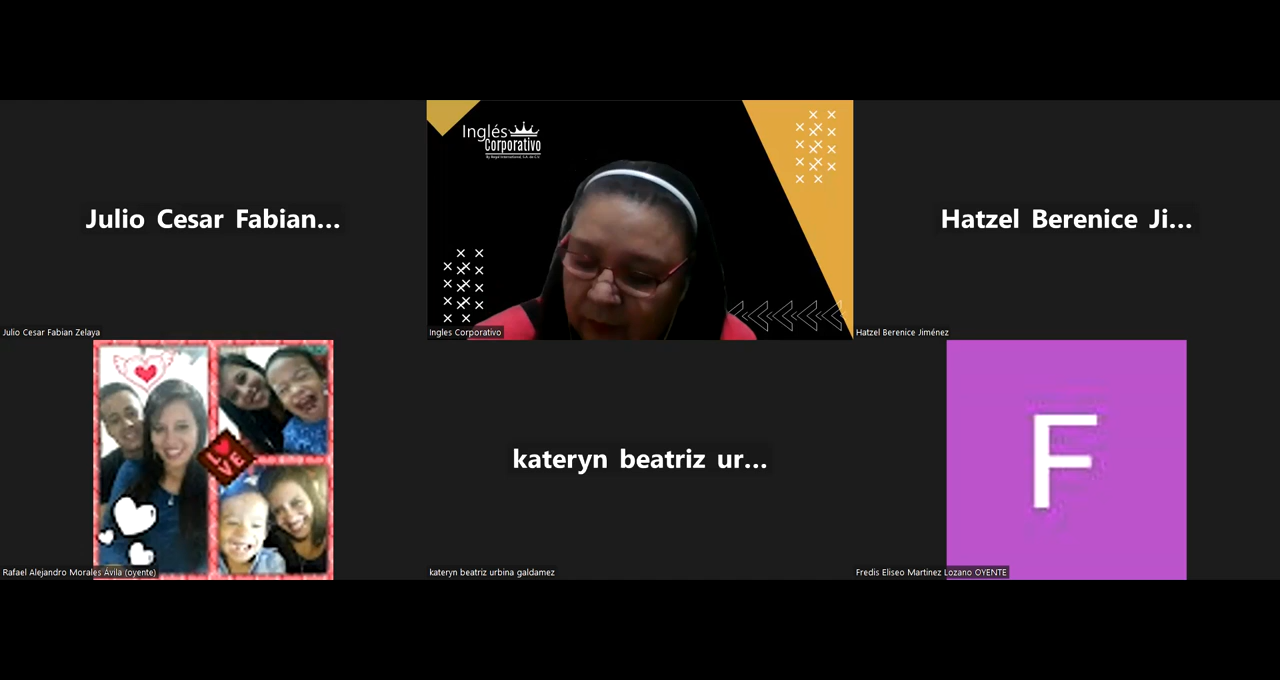 Julio Cesar Fabian...
Julio Cesar Fabian Zelaya
Inglés
Corporativo
Ingles Corporativo
Hatzel Berenice Ji...
Hatzel Berenice Jiménez
LOVE
Rafael Alejandro Morales Ávila (oyente)
kateryn beatriz ur...
kateryn beatriz urbina galdamez
F
Fredis Eliseo Martinez Lozano OYENTE